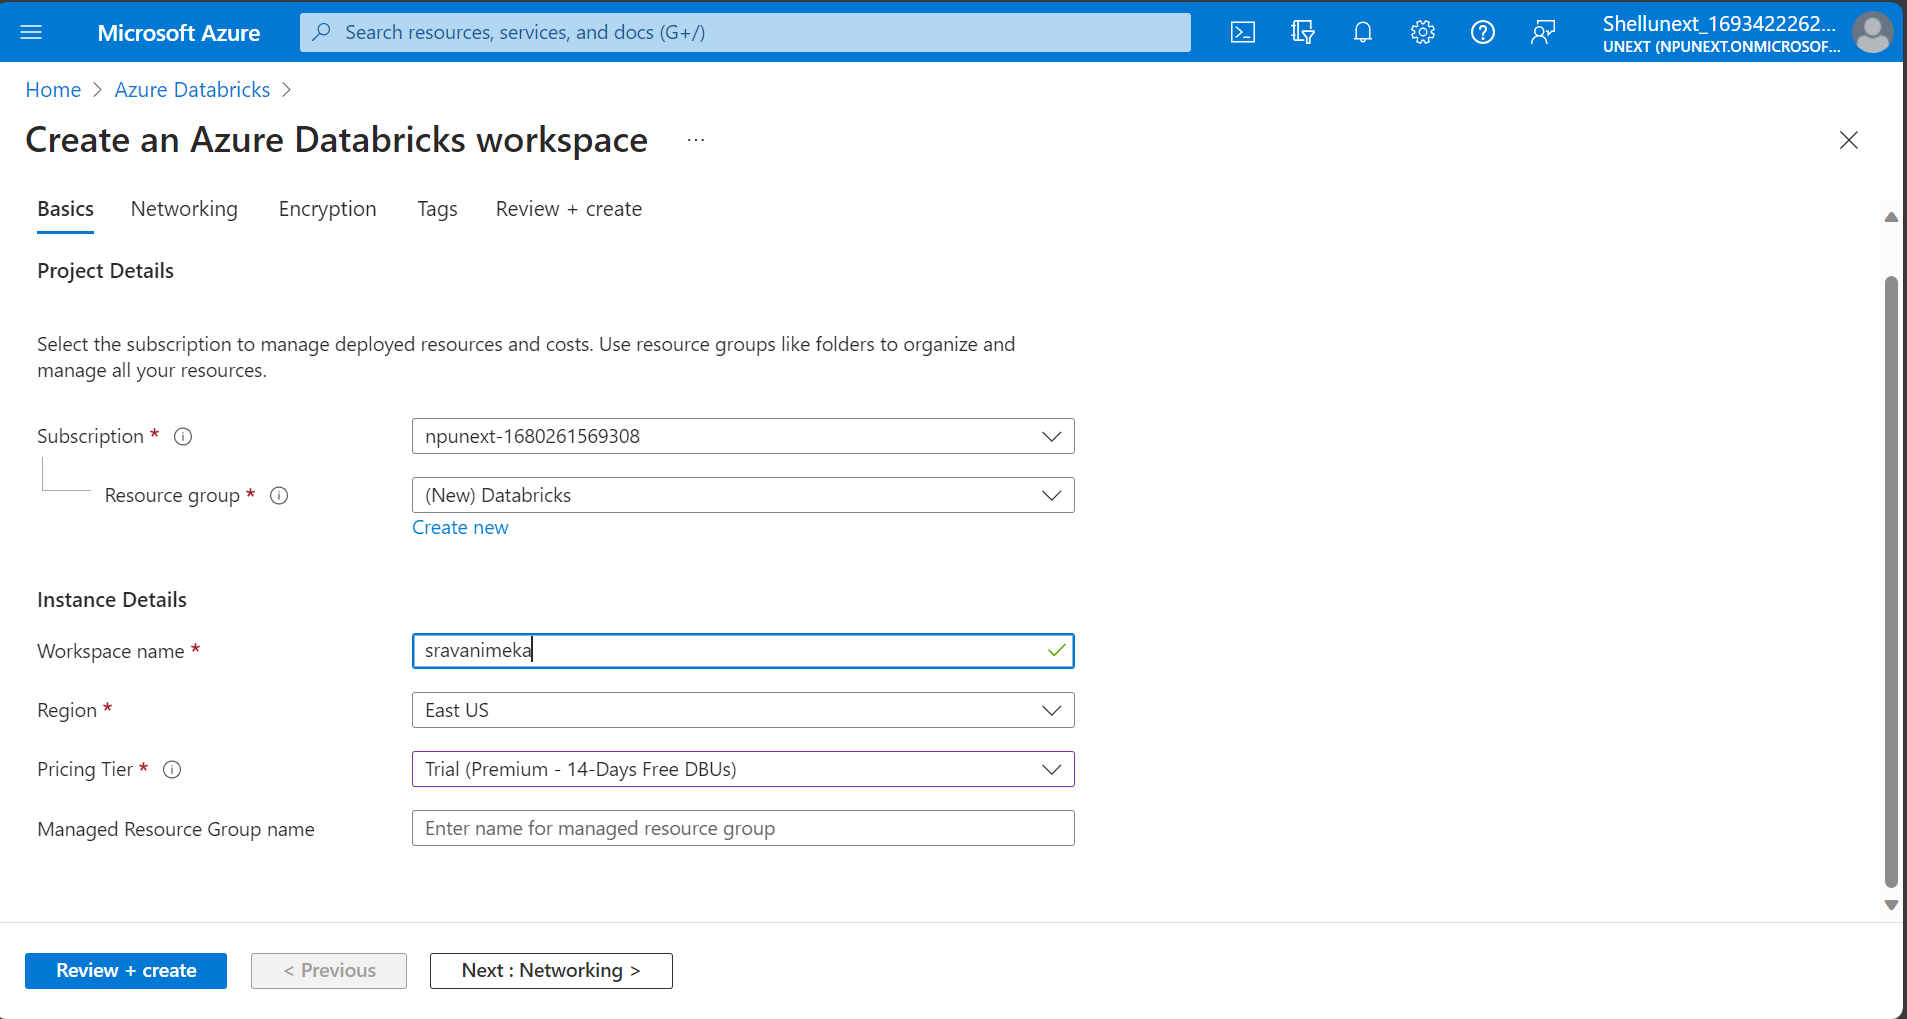 Microsoft Azure
Search resources, services, and docs (G+/)
Shellunext_1693422262...
UNEXT (NPUNEXT.ONMICROSOF...
Home > Azure Databricks >
Create an Azure Databricks workspace ...
Basics Networking Encryption Tags Review + create
Project Details
Select the subscription to manage deployed resources and costs. Use resource groups like folders to organize and
manage all your resources.
Subscription * npunext-1680261569308
Resource group * (New) Databricks
Create new
Instance Details
Workspace name * sravanimeka
Region * East US
Pricing Tier * Trial (Premium - 14-Days Free DBUs)
Managed Resource Group name Enter name for managed resource group
Review + create < Previous Next : Networking >